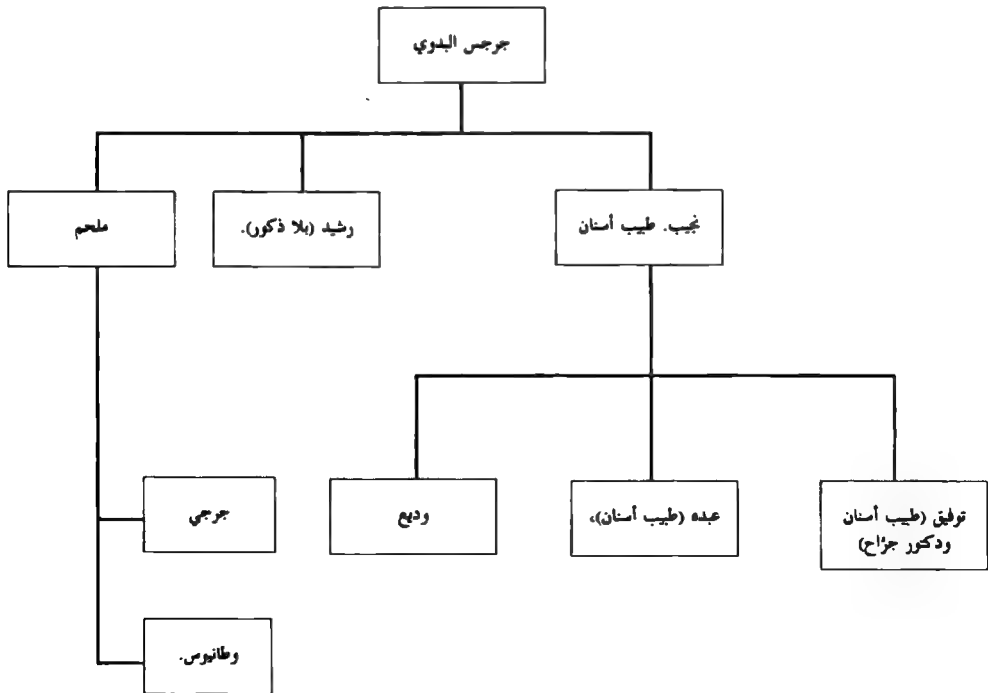 جرجس البدوي
نجيب. طبيب أسنان
رشيد (بلا ذكور).
ملحم
توفيق (طبيب أسنان
ودكتور جرّاح)
عبده (طبيب أسنان)،
وديع
جرجي
وطانيوس.